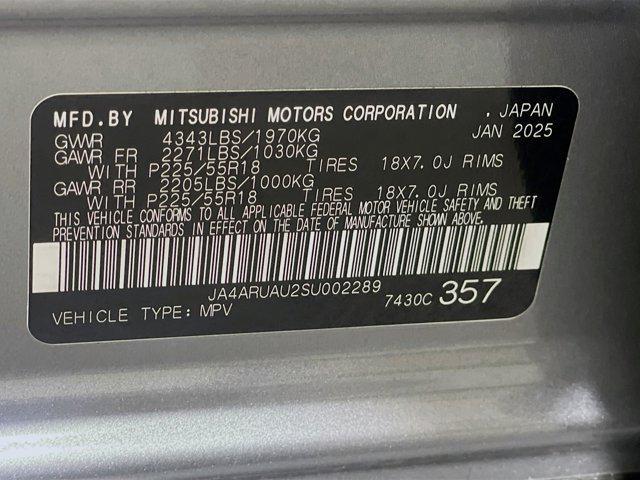 MFD.BY MITSUBISHI MOTORS CORPORATION , JAPAN
GVWR 4343LBS/1970KG JAN 2025
GAWR FR 2271LBS/1030KG
WITH P225/55R18 TIRES 18X7.0J RIMS
GAWR RR 2205LBS/1000KG
WITH P225/55R18 TIRES 18X7.0J RIMS
THIS VEHICLE CONFORMS TO ALL APPLICABLE FEDERAL MOTOR VEHICLE SAFETY AND THEFT
PREVENTION STANDARDS IN EFFECT ON THE DATE OF MANUFACTURE SHOWN ABOVE.
JA4ARUAU2SU002289
VEHICLE TYPE:MPV 7430C 357